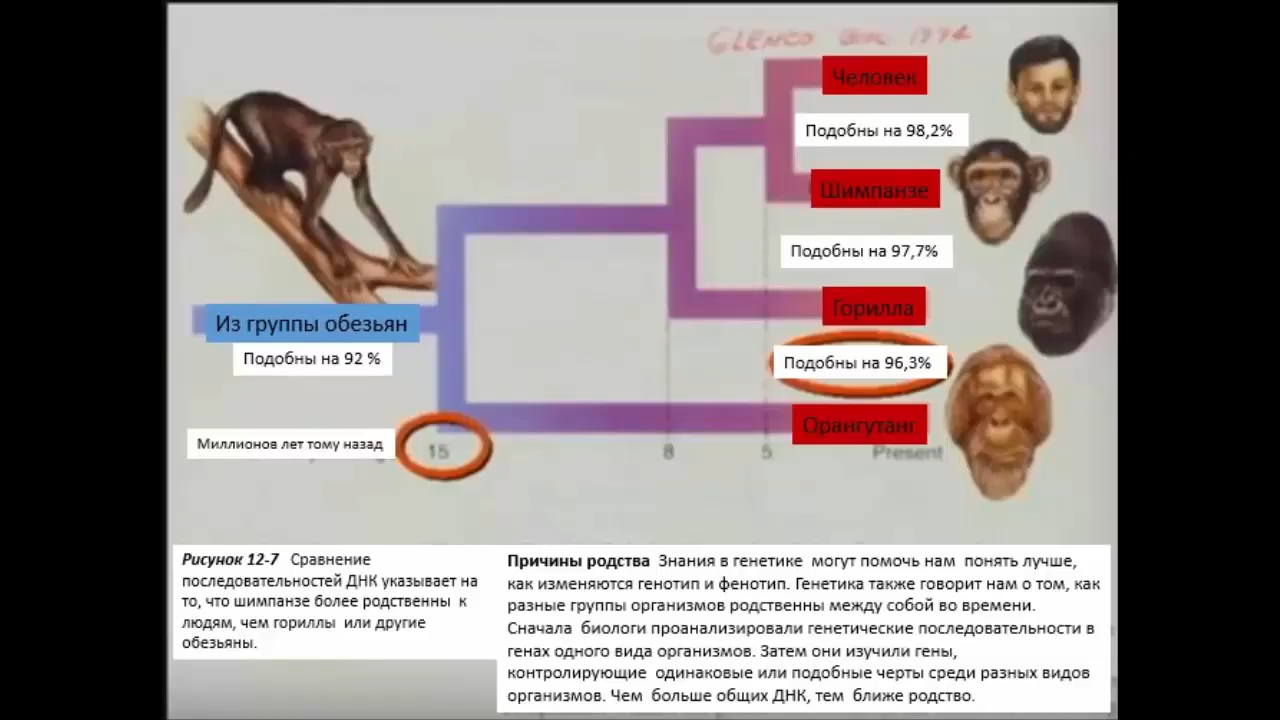 GLENCO BIOL 1994
Человек
Подобны на 98,2%
Шимпанзе
Подобны на 97,7%
Горилла
Из группы обезьян
Подобны на 92 %
Подобны на 96,3%
Орангутанг
Миллионов лет тому назад
15 8 5 Present
Рисунок 12-7 Сравнение
последовательностей ДНК указывает на
то, что шимпанзе более родственны к
людям, чем гориллы или другие
обезьяны.
Причины родства Знания в генетике могут помочь нам понять лучше,
как изменяются генотип и фенотип. Генетика также говорит нам о том, как
разные группы организмов родственны между собой во времени.
Сначала биологи проанализировали генетические последовательности в
генах одного вида организмов. Затем они изучили гены,
контролирующие одинаковые или подобные черты среди разных видов
организмов. Чем больше общих ДНК, тем ближе родство.